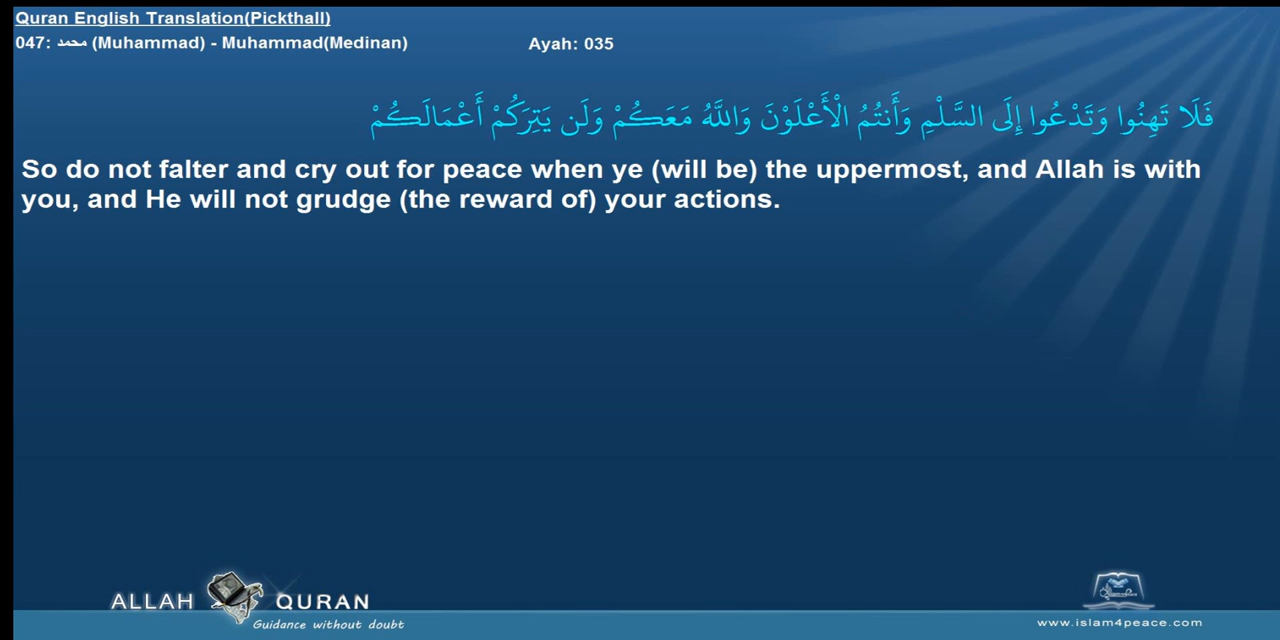 Quran English Translation(Pickthall)
047: محمد (Muhammad) - Muhammad(Medinan) Ayah: 035
فَلَا تَهِنُوا وَتَدْعُوا إِلَى السَّلْمِ وَأَنتُمُ الْأَعْلَوْنَ وَاللَّهُ مَعَكُمْ وَلَن يَتِرَكُمْ أَعْمَالَكُمْ
So do not falter and cry out for peace when ye (will be) the uppermost, and Allah is with
you, and He will not grudge (the reward of) your actions.
ALLAH QURAN
Guidance without doubt
www.islam4peace.com